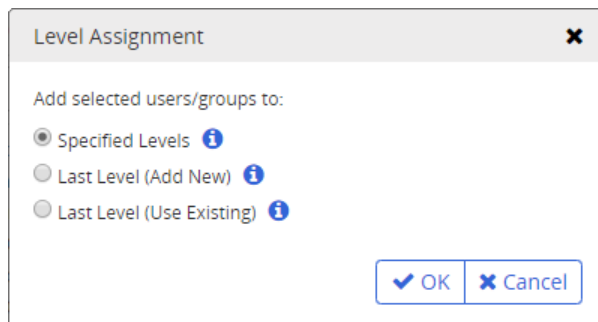 Level Assignment
Add selected users/groups to:
Specified Levels
Last Level (Add New)
Last Level (Use Existing)
OK Cancel